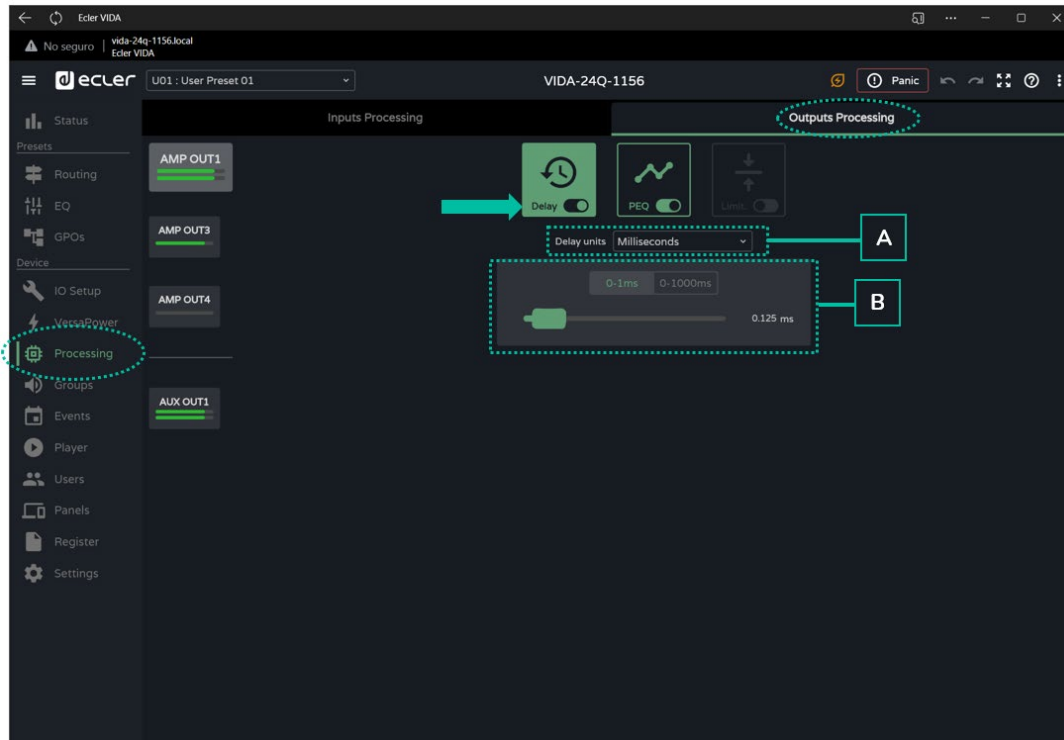 Ecler VIDA
No seguro
vida-24q-1156.local
Ecler VIDA
ecler
U01 : User Preset 01
VIDA-24Q-1156
Panic
Status
Presets
Routing
EQ
GPOs
Device
IO Setup
VersaPower
Processing
Groups
Events
Player
Users
Panels
Register
Settings
Inputs Processing
Outputs Processing
AMP OUT1
AMP OUT3
AMP OUT4
AUX OUT1
Delay
PEQ
Limit.
Delay units
Milliseconds
A
0-1ms
0-1000ms
0.125 ms
B